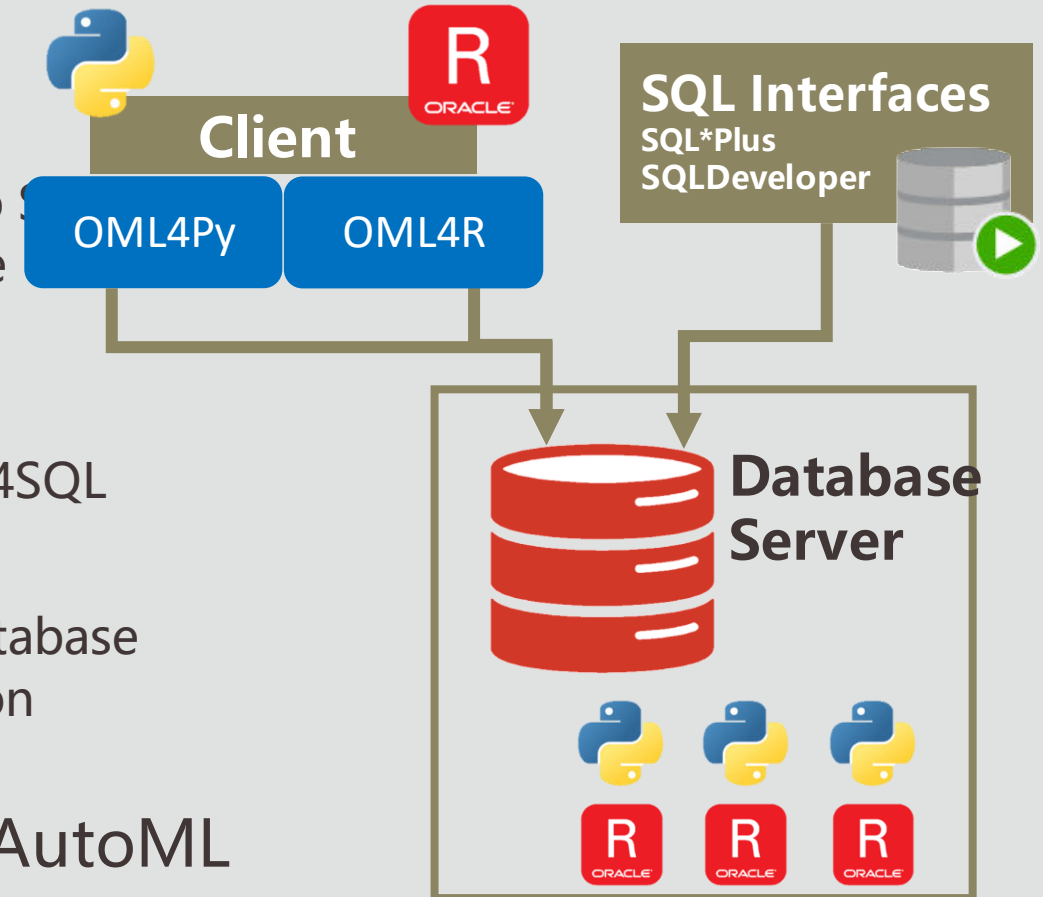 R
ORACLE
Client
OML4Py
OML4R
SQL Interfaces
SQL*Plus
SQLDeveloper
4SQL
Database
Server
tabase
on
AutoML
R
ORACLE
R
ORACLE
R
ORACLE